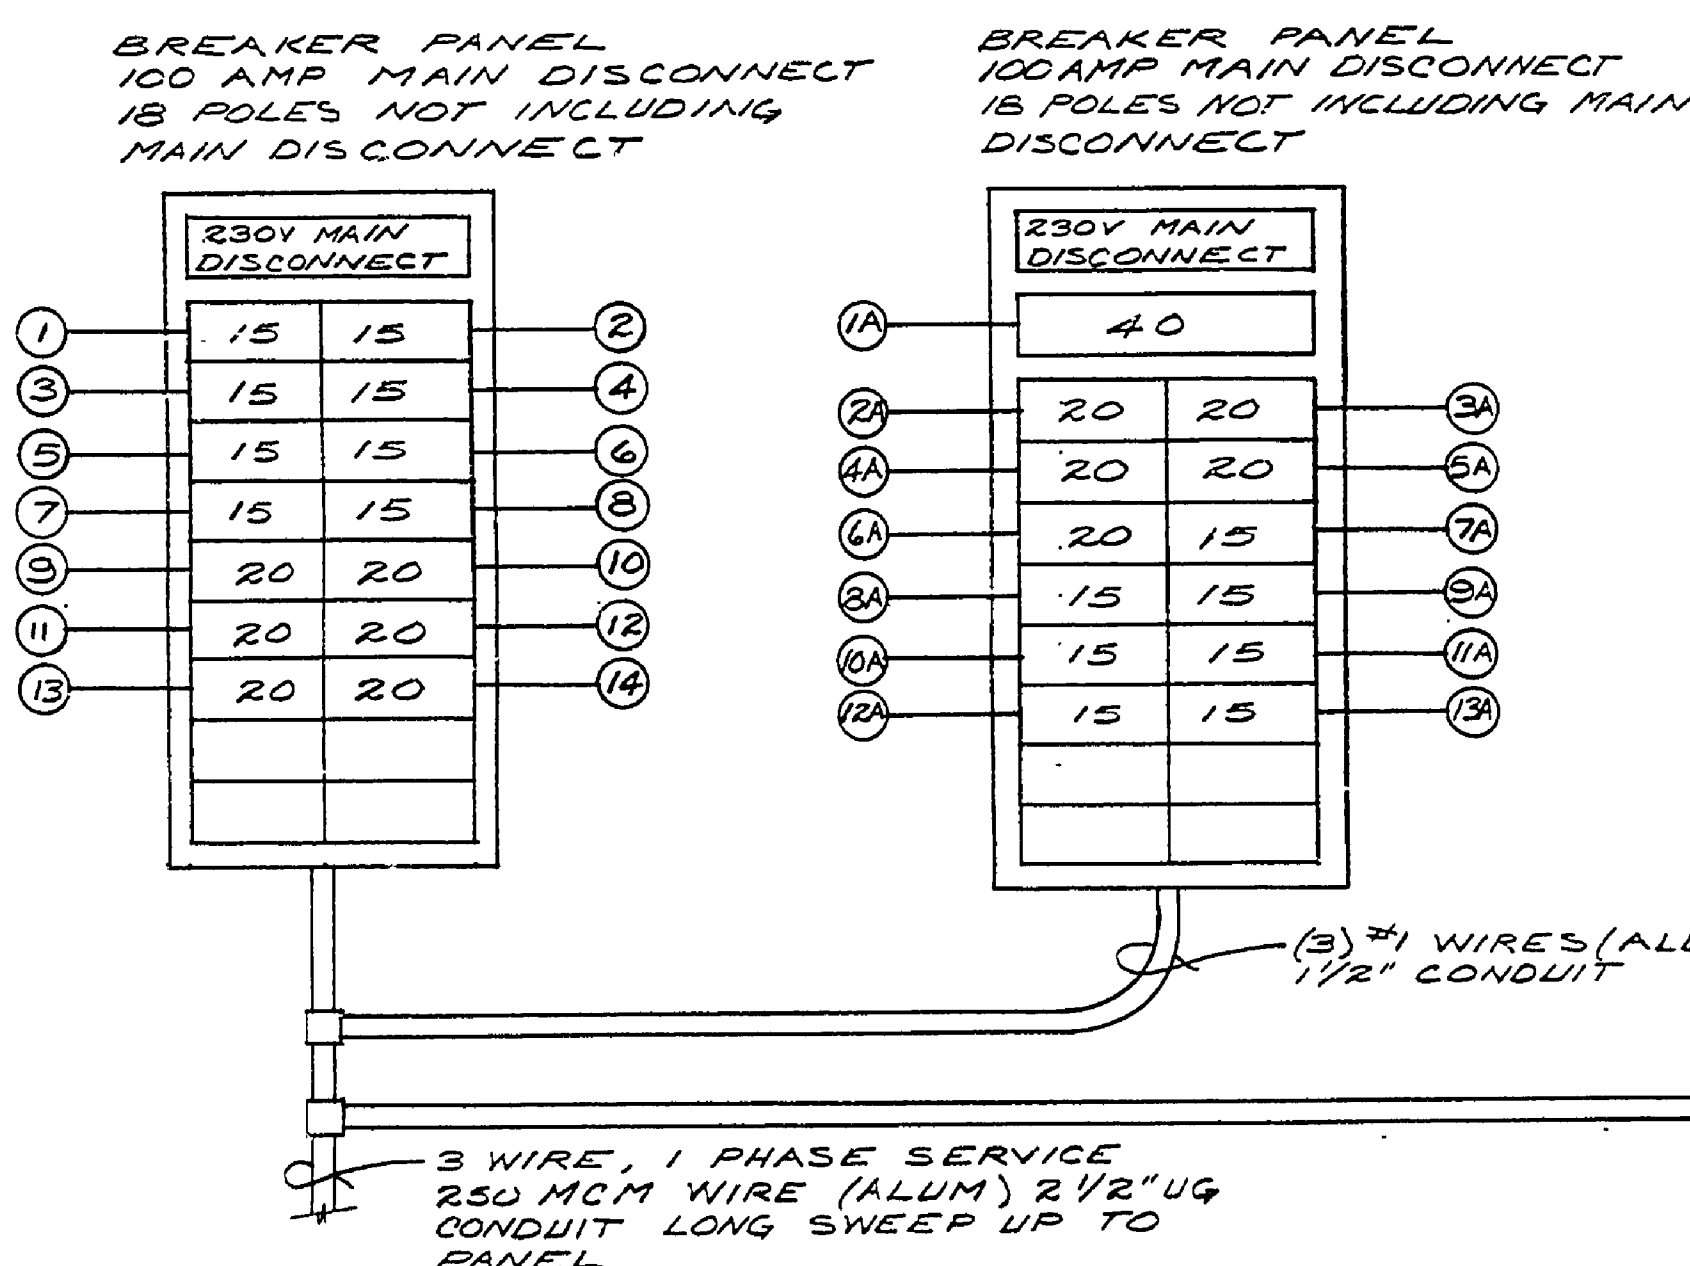 BREAKER PANEL
100 AMP MAIN DISCONNECT
18 POLES NOT INCLUDING
MAIN DISCONNECT
230V MAIN
DISCONNECT
1 15 15 2
3 15 15 4
5 15 15 6
7 15 15 8
9 20 20 10
11 20 20 12
13 20 20 14
BREAKER PANEL
100 AMP MAIN DISCONNECT
18 POLES NOT INCLUDING MAIN
DISCONNECT
230V MAIN
DISCONNECT
1A 40
2A 20 20 3A
4A 20 20 5A
6A 20 15 7A
8A 15 15 9A
10A 15 15 11A
12A 15 15 13A
(3) #1 WIRES (
1 1/2" CONDUIT
3 WIRE, 1 PHASE SERVICE
250 MCM WIRE (ALUM) 2 1/2" UG
CONDUIT LONG SWEEP UP TO
PANEL